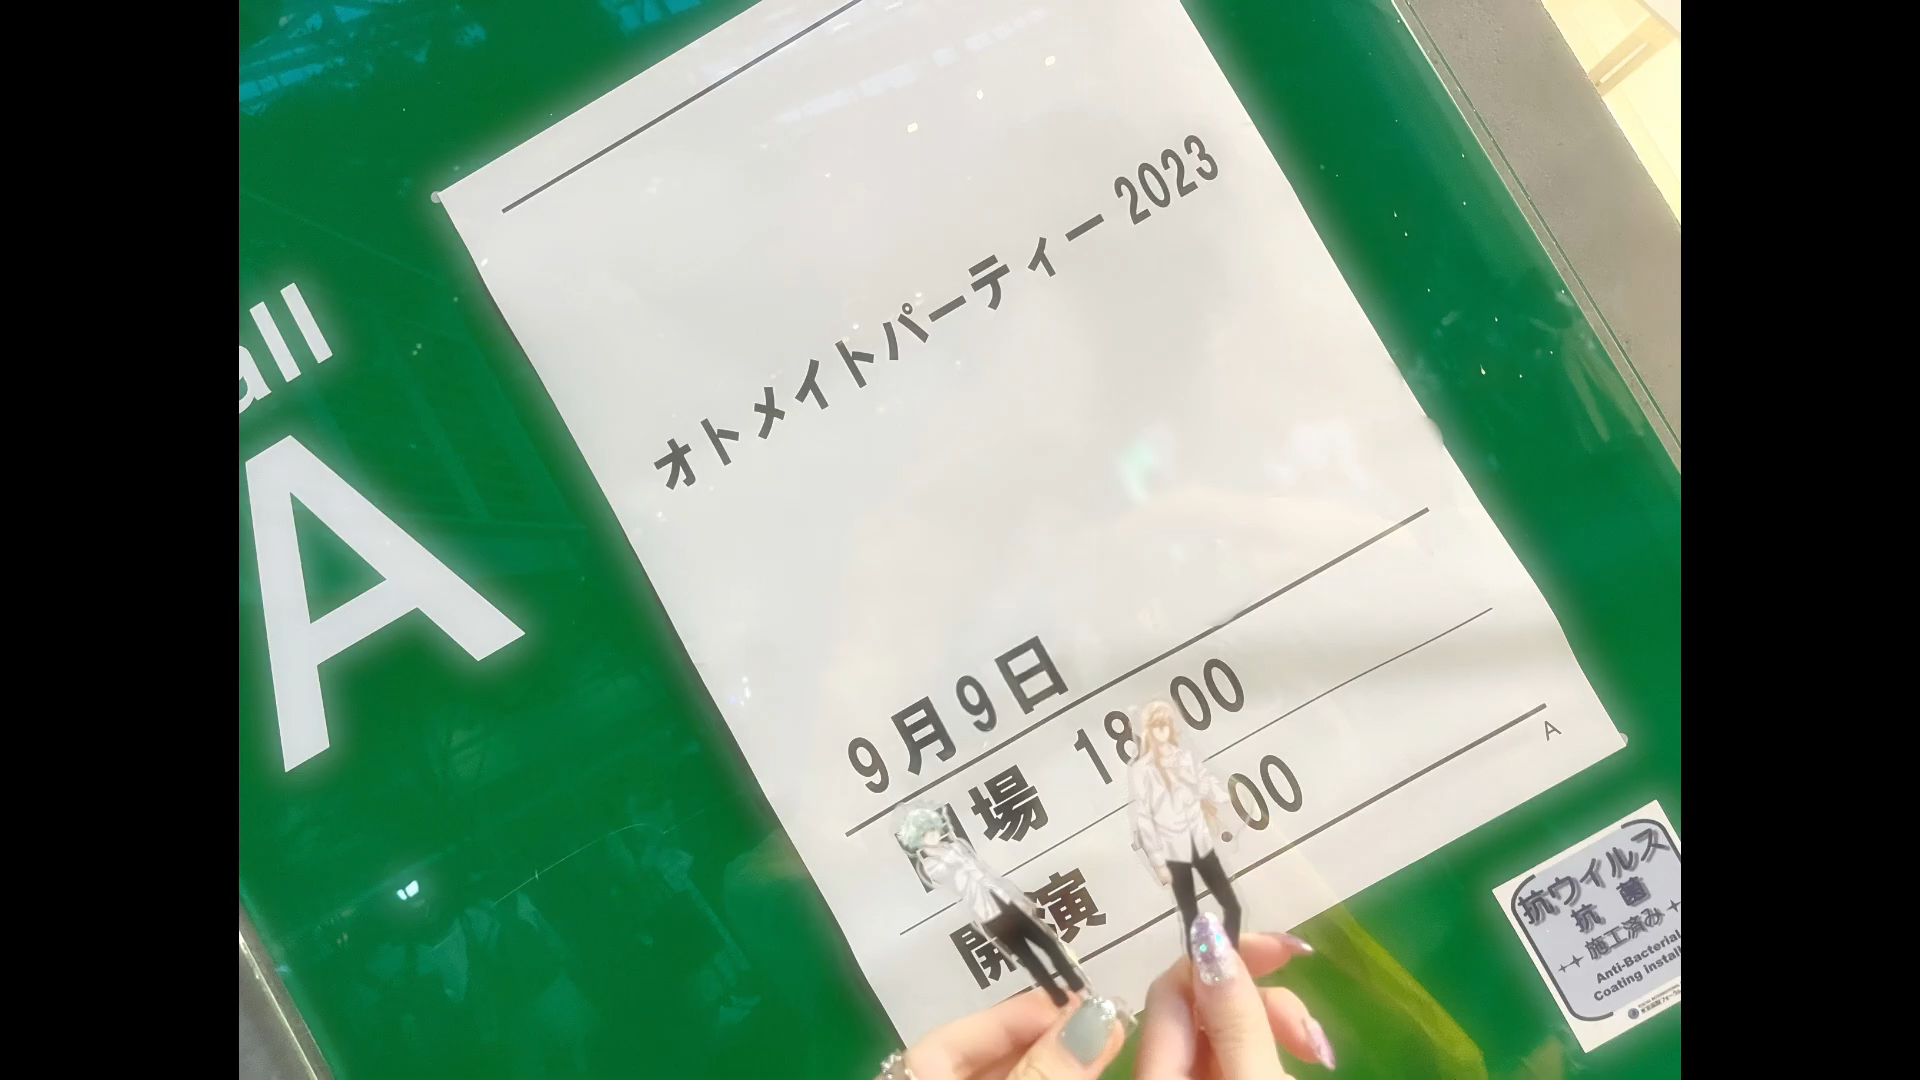 all
A
オトメイトパーティー 2023
9月9日
場 18 00
開演 :00
A
抗ウイルス
抗菌
施工済み
Anti-Bacterial
Coating instal